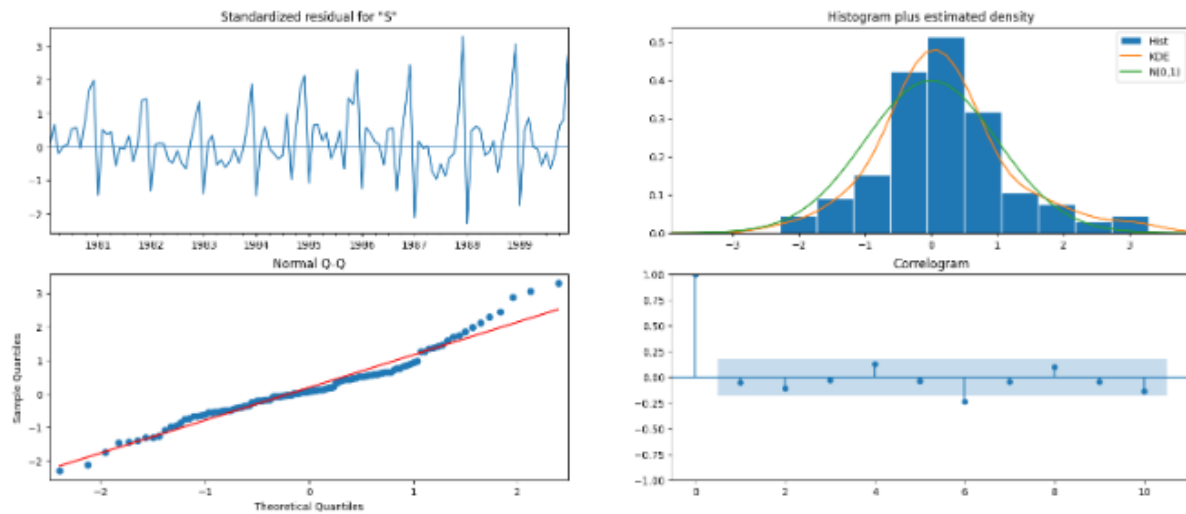 Standardized residual for "S"
3
2
1
0
−1
−2
1981 1982 1983 1984 1985 1986 1987 1988 1989
Histogram plus estimated density
Hist
KDE
N(0,1)
0.5
0.4
0.3
0.2
0.1
0.0
−3 −2 −1 0 1 2 3
Normal Q-Q
Sample Quantiles
3
2
1
0
−1
−2
−2 −1 0 1 2
Theoretical Quantiles
Correlogram
1.00
0.75
0.50
0.25
0.00
−0.25
−0.50
−0.75
−1.00
0 2 4 6 8 10